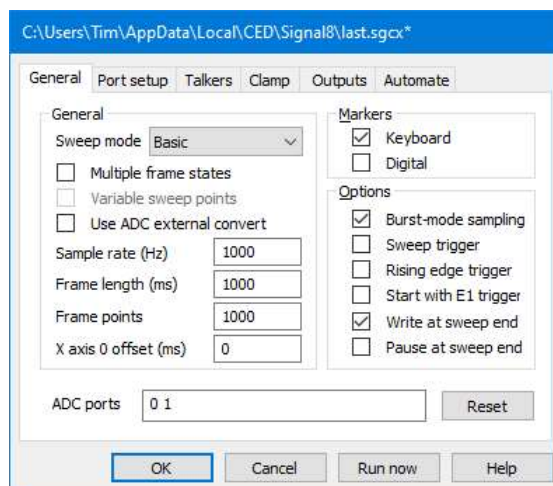 C:\Users\Tim\AppData\Local\CED\Signal8\last.sgcx*
General Port setup Talkers Clamp Outputs Automate
General
Sweep mode Basic
Multiple frame states
Variable sweep points
Use ADC external convert
Sample rate (Hz) 1000
Frame length (ms) 1000
Frame points 1000
X axis 0 offset (ms) 0
Markers
Keyboard
Digital
Options
Burst-mode sampling
Sweep trigger
Rising edge trigger
Start with E1 trigger
Write at sweep end
Pause at sweep end
ADC ports 0 1 Reset
OK Cancel Run now Help